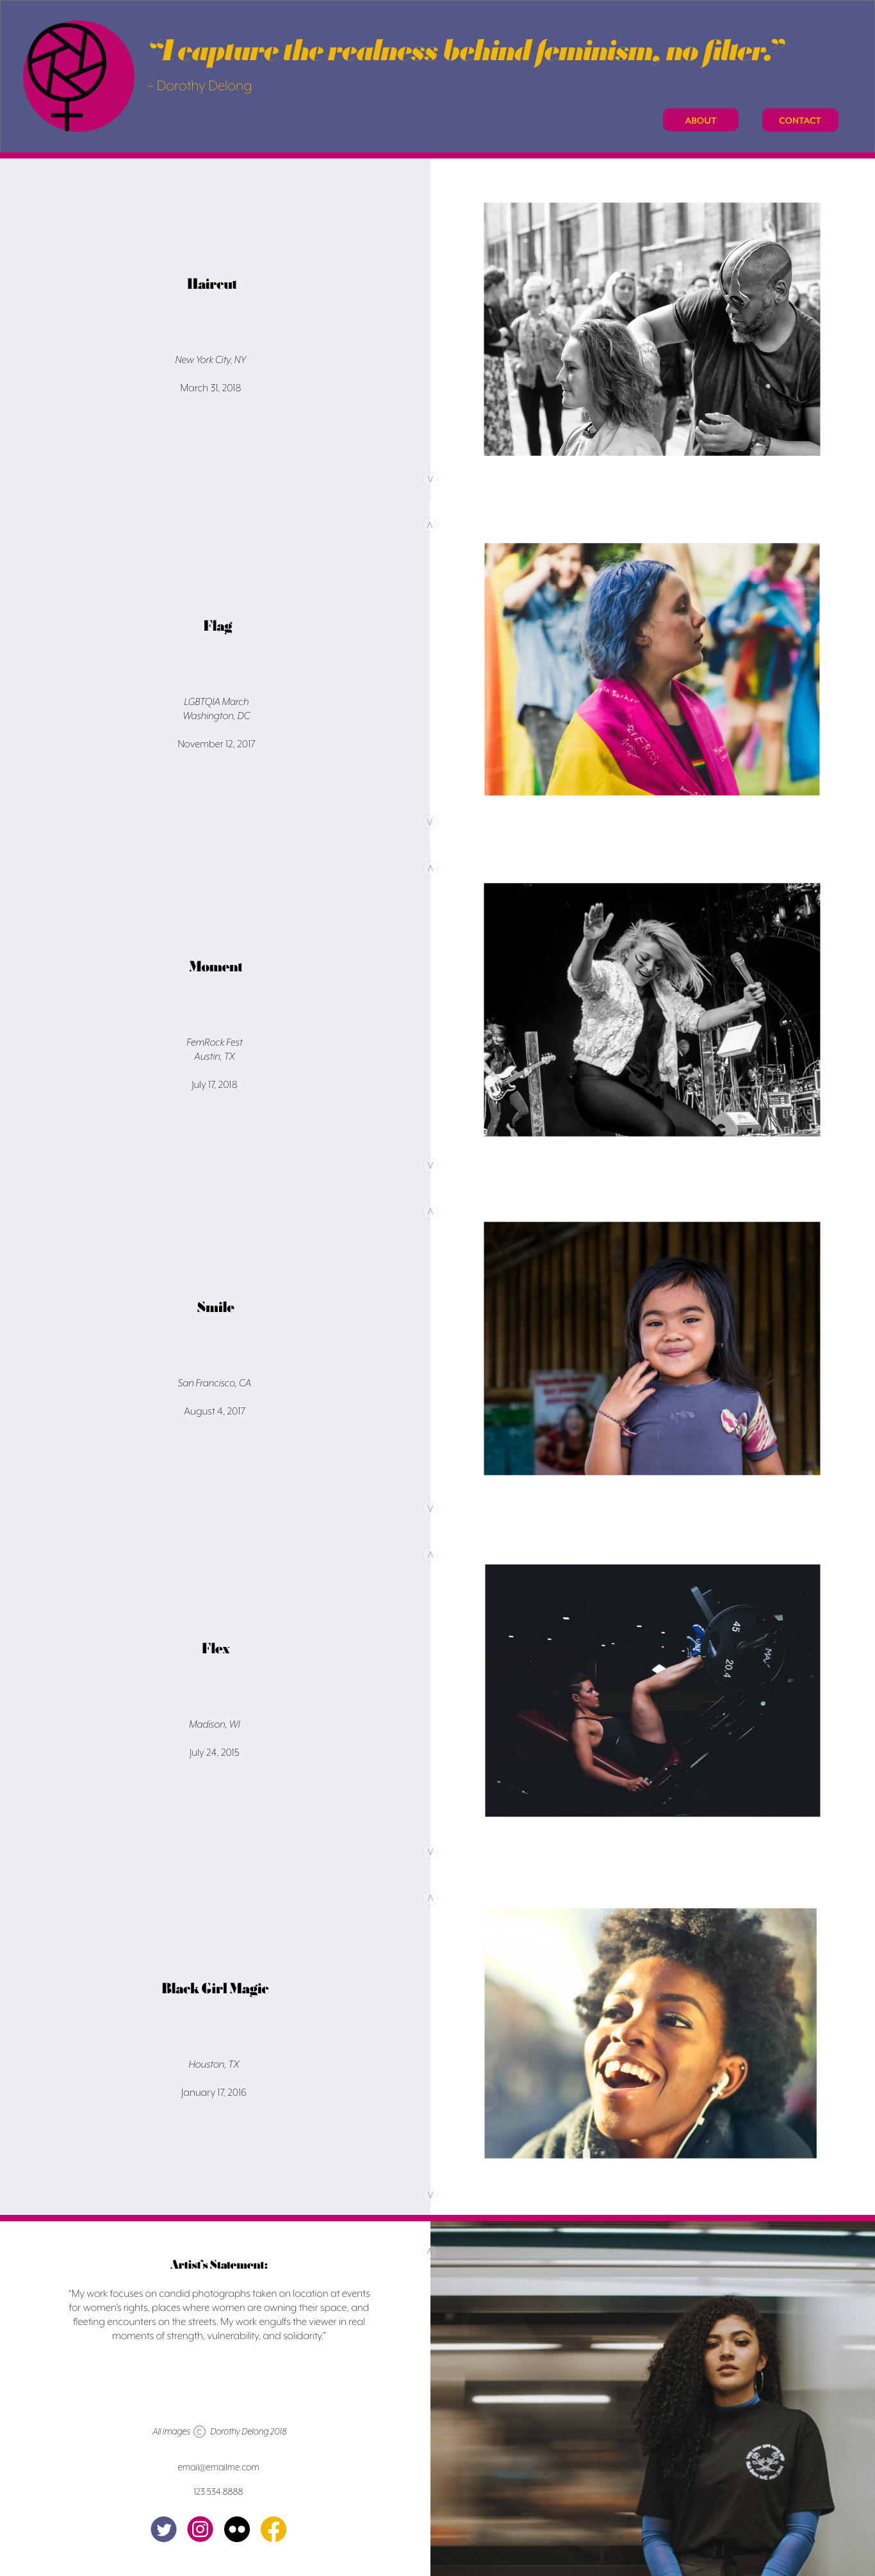 “I capture the realness behind feminism, no filter.”
~ Dorothy Delong
ABOUT
CONTACT
Haircut
New York City, NY
March 31, 2018
V
Λ
Flag
LGBTQIA March
Washington, DC
November 12, 2017
V
Λ
Moment
FemRock Fest
Austin, TX
July 17, 2018
V
Λ
Smile
San Francisco, CA
August 4, 2017
V
Λ
Flex
45
20.4
Madison, WI
July 24, 2015
V
Λ
Black Girl Magic
Houston, TX
January 17, 2016
V
Λ
Artist’s Statement:
“My work focuses on candid photographs taken on location at events
for women’s rights, places where women are owning their space, and
fleeting encounters on the streets. My work engulfs the viewer in real
moments of strength, vulnerability, and solidarity.”
All images © Dorothy Delong 2018
email@emailme.com
123.534.8888